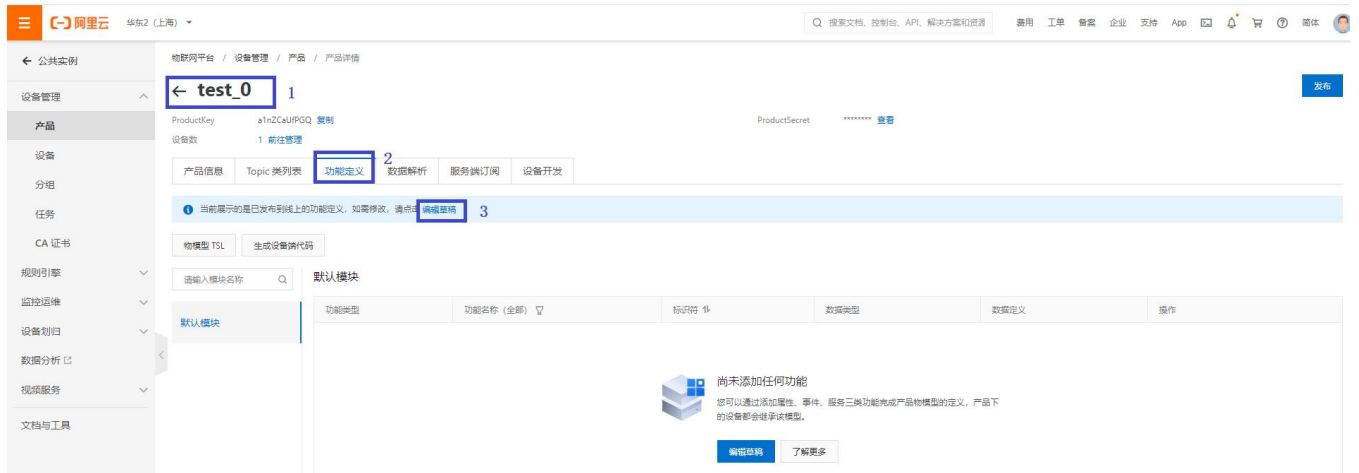 阿里云 华东2（上海） 搜索文档、控制台、API、解决方案和资源 费用 工单 备案 企业 支持 App 简体
公共实例
物联网平台 / 设备管理 / 产品 / 产品详情
设备管理
← test_0 1
发布
产品
ProductKey a1nZCaUfPGQ 复制
ProductSecret ******** 查看
设备
设备数 1 前往管理
2
产品信息 Topic 类列表 功能定义 数据解析 服务端订阅 设备开发
分组
任务
当前展示的是已发布到线上的功能定义，如需修改，请点击 编辑草稿 3
CA 证书
物模型 TSL 生成设备端代码
规则引擎
请输入模块名称 默认模块
监控运维
功能类型 功能名称（全部） 标识符 数据类型 数据定义 操作
默认模块
设备划归
数据分析
视频服务
尚未添加任何功能
您可以通过添加属性、事件、服务三类功能完成产品物模型的定义，产品下
的设备都会继承该模型。
文档与工具
编辑草稿 了解更多